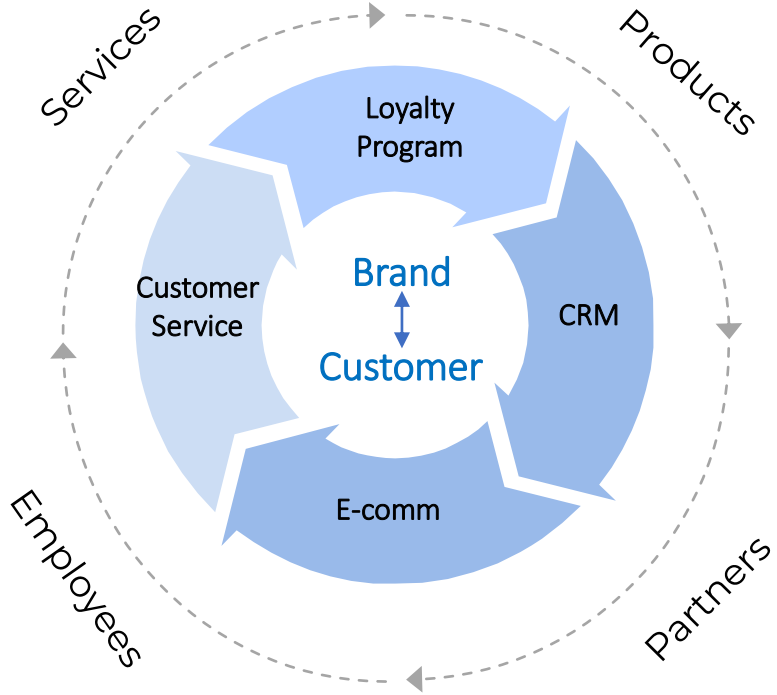 Services
Products
Loyalty
Program
Brand
Customer
Customer
Service
CRM
E-comm
Employees
Partners